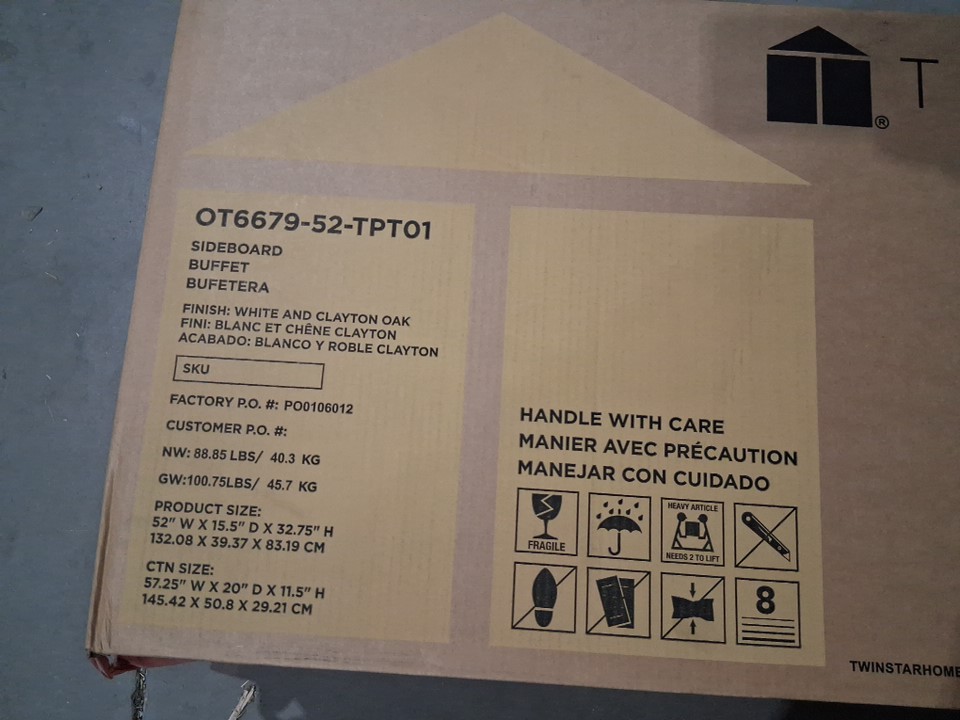 ®
T
OT6679-52-TPT01
SIDEBOARD
BUFFET
BUFETERA
FINISH: WHITE AND CLAYTON OAK
FINI: BLANC ET CHÊNE CLAYTON
ACABADO: BLANCO Y ROBLE CLAYTON
SKU
FACTORY P.O. #: PO0106012
CUSTOMER P.O. #:
NW: 88.85 LBS/ 40.3 KG
GW:100.75LBS/ 45.7 KG
PRODUCT SIZE:
52" W X 15.5" D X 32.75" H
132.08 X 39.37 X 83.19 CM
CTN SIZE:
57.25" W X 20" D X 11.5" H
145.42 X 50.8 X 29.21 CM
HANDLE WITH CARE
MANIER AVEC PRÉCAUTION
MANEJAR CON CUIDADO
FRAGILE
HEAVY ARTICLE
NEEDS 2 TO LIFT
8
TWINSTARHOME